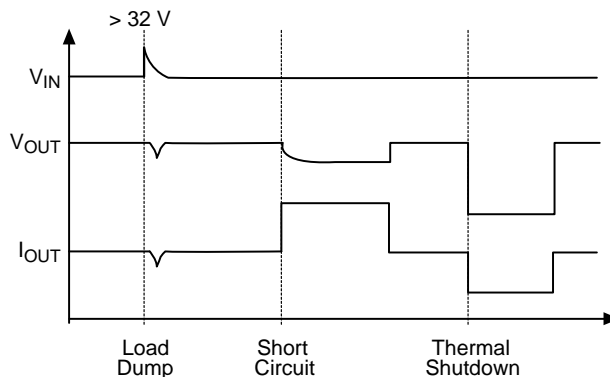 > 32 V
VIN
VOUT
IOUT
Load
Dump
Short
Circuit
Thermal
Shutdown